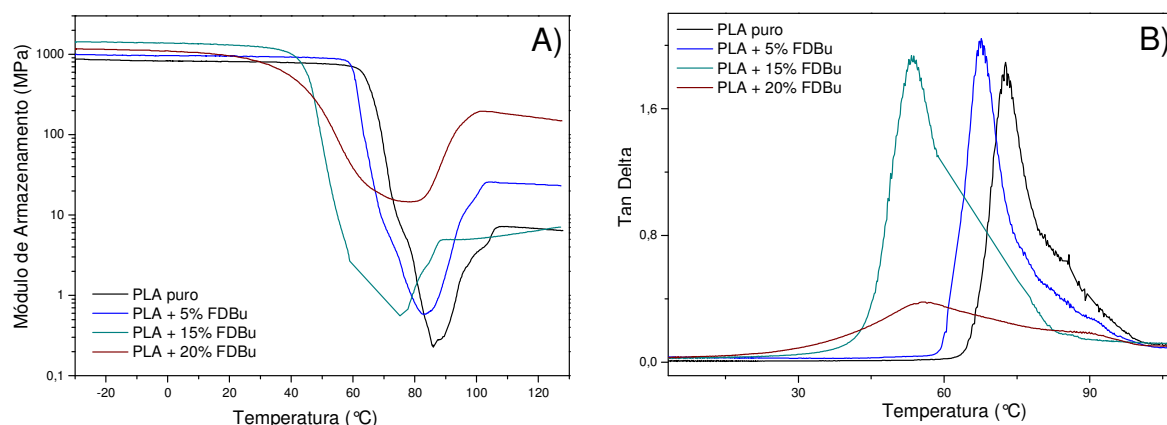 A)
Módulo de Armazenamento (MPa)
1000
100
10
1
0,1
PLA puro
PLA + 5% FDBu
PLA + 15% FDBu
PLA + 20% FDBu
-20 0 20 40 60 80 100 120
Temperatura (°C)
B)
PLA puro
PLA + 5% FDBu
PLA + 15% FDBu
PLA + 20% FDBu
Tan Delta
1.6
0.8
0.0
30 60 90
Temperatura (°C)